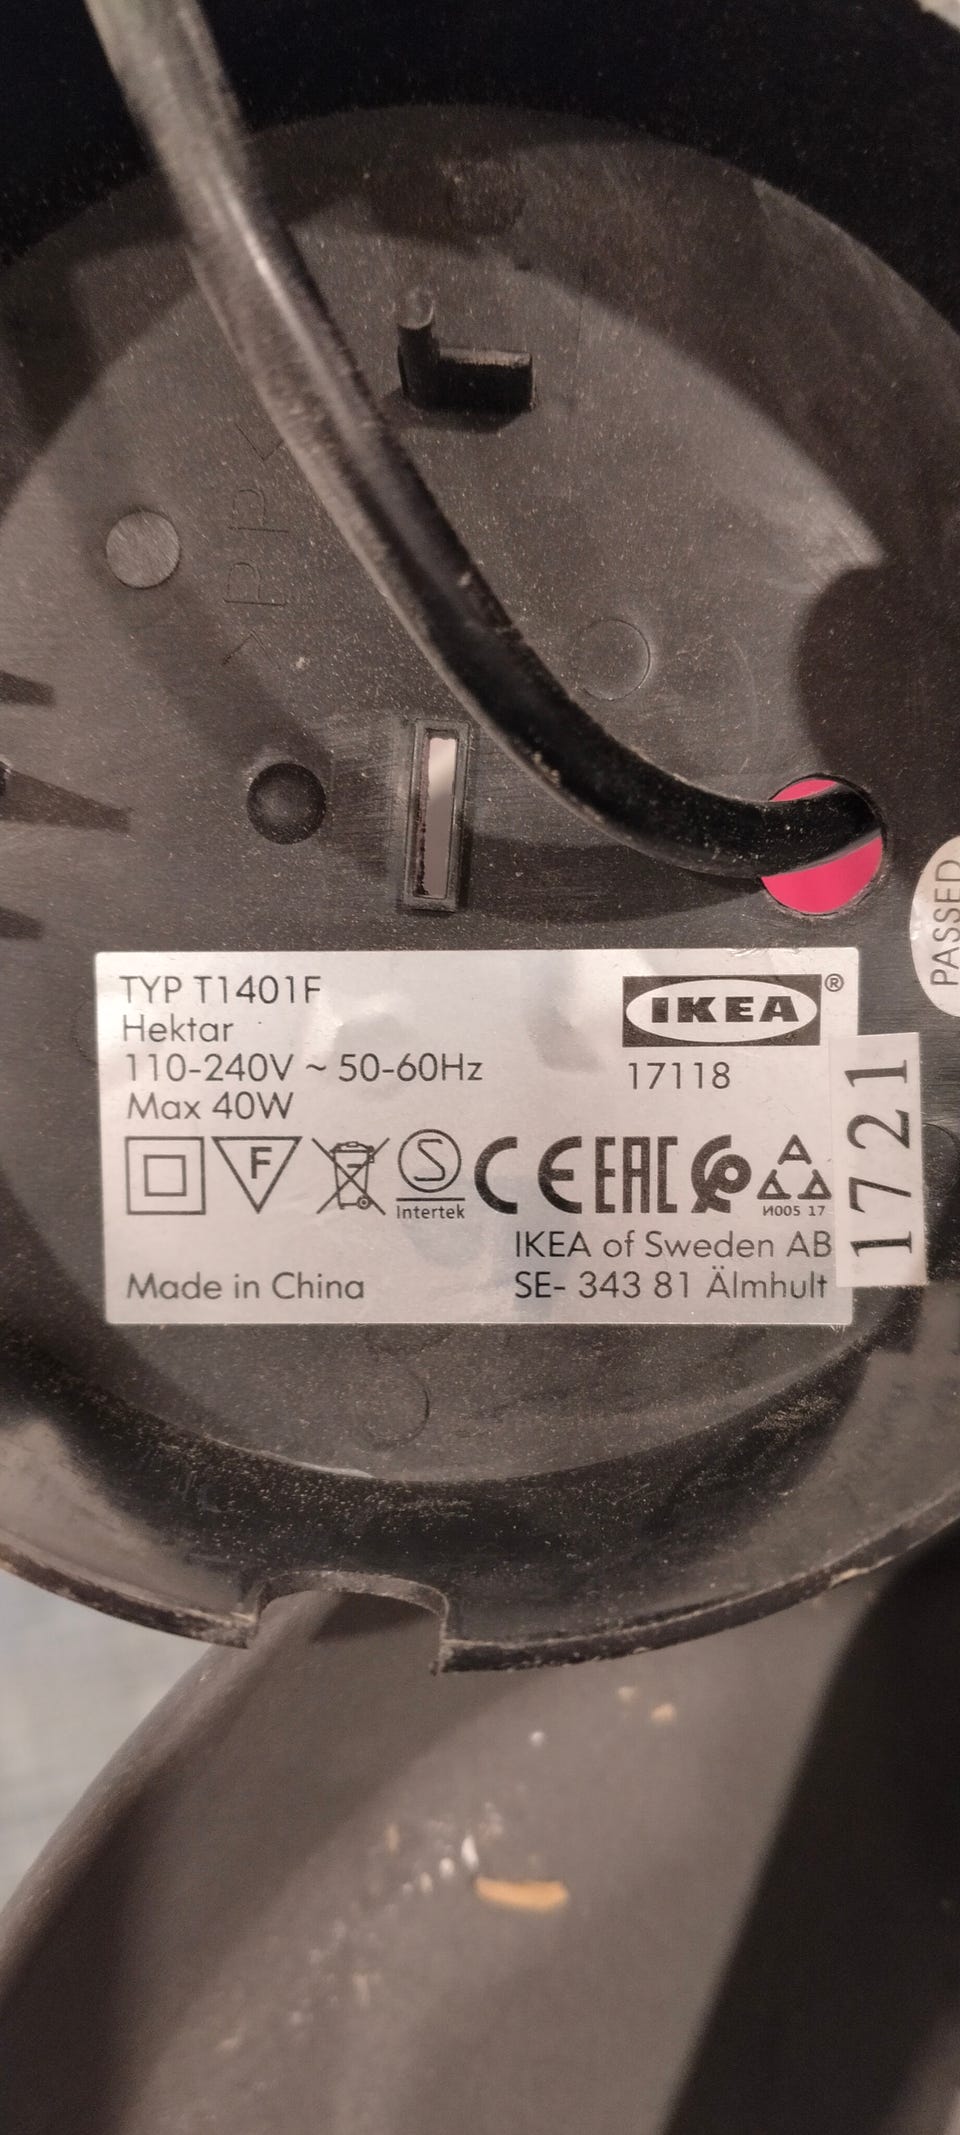 TYP T1401F
Hektar
110-240V ~ 50-60Hz
Max 40W
IKEA®
17118
F
S
Intertek
CE
EAC
И005 17
IKEA of Sweden AB
Made in China
SE- 343 81 Älmhult
1721
PASSED
>PP<